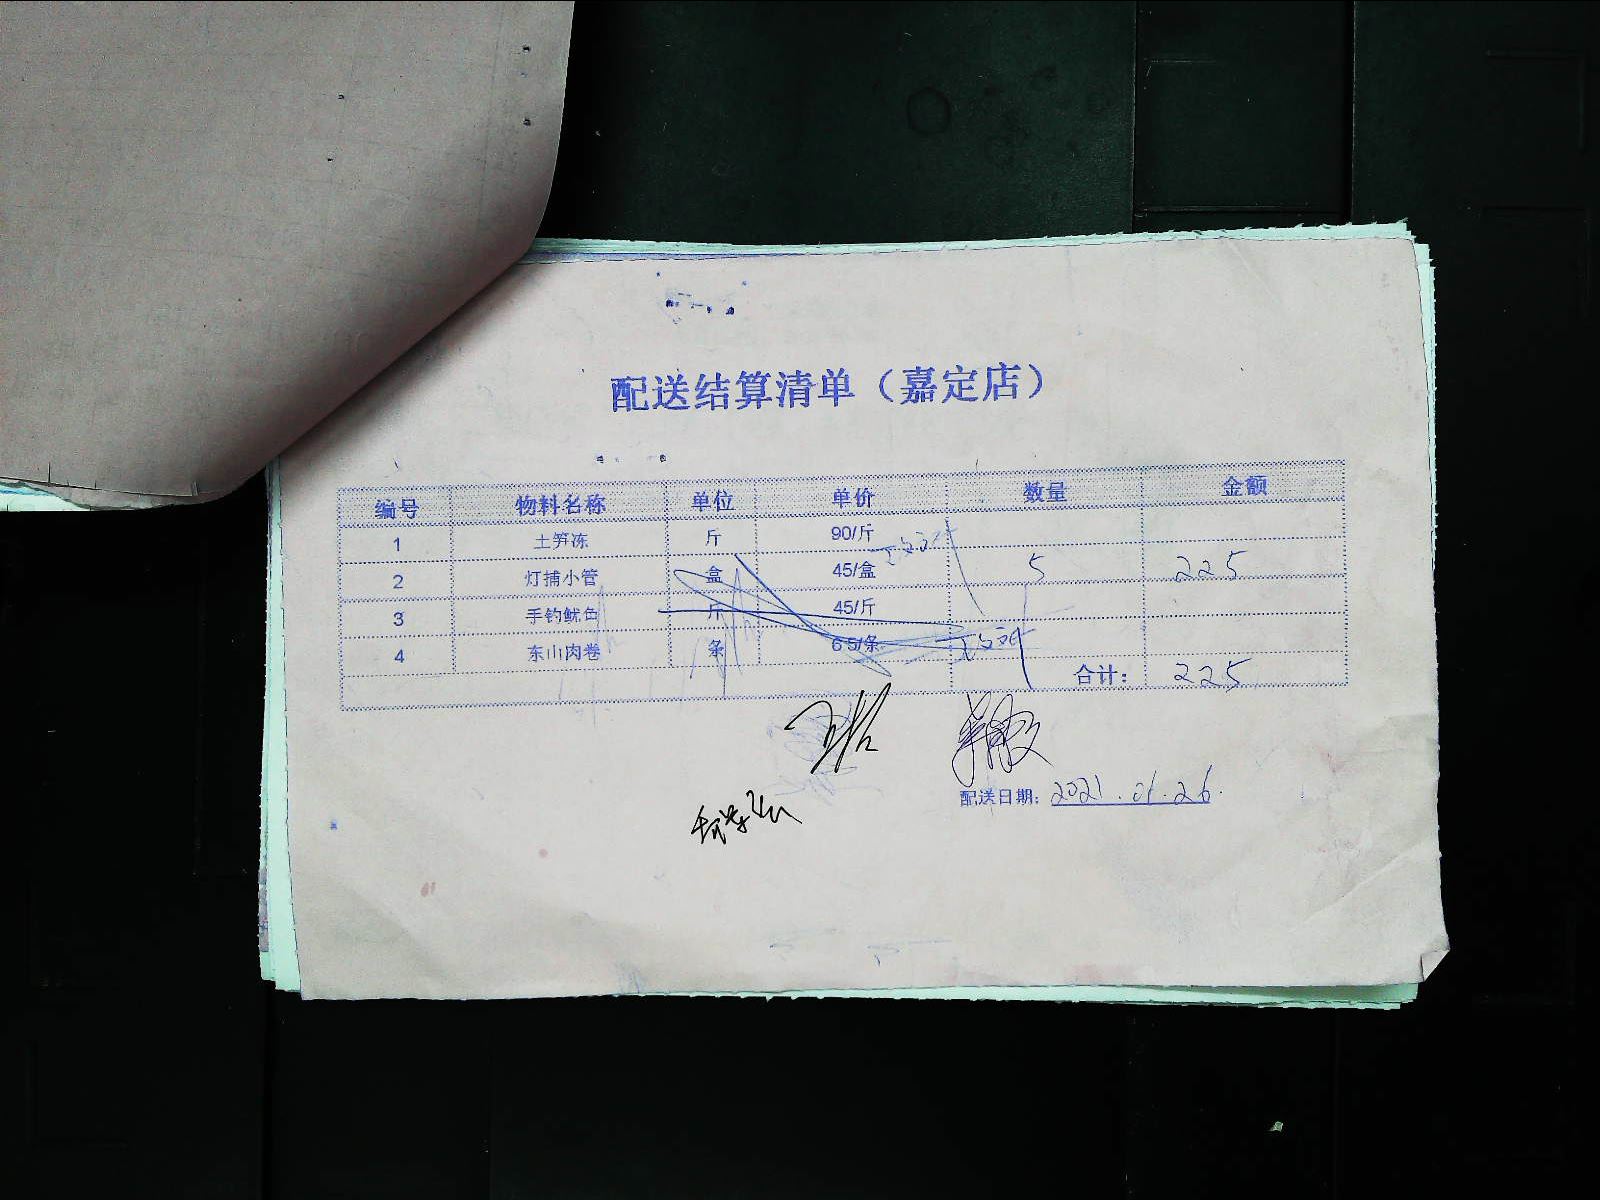 配送结算清单（嘉定店）
编号 物料名称 单位 单价 数量 金额
1 土笋冻 斤 90/斤
2 灯捕小管 盒 45/盒 5 225
3 手钓鱿鱼 斤 45/斤
4 东山肉卷 条 65/条
合计： 225
配送日期：2021.01.26.